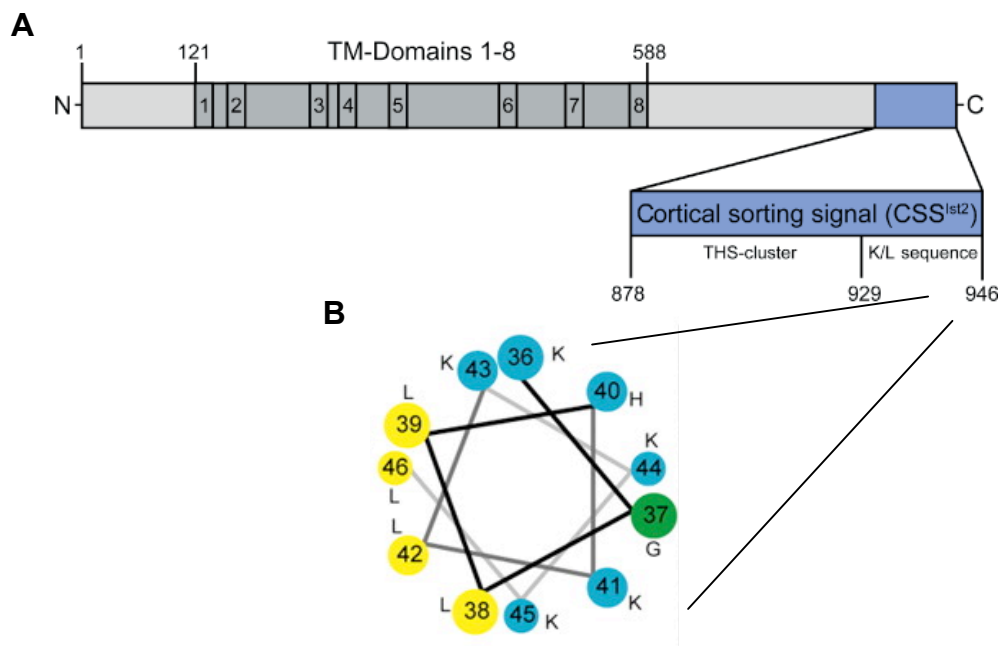 A
1 121 TM-Domains 1-8 588
N 1 2 3 4 5 6 7 8 C
Cortical sorting signal (CSSIst2)
THS-cluster K/L sequence
878 929 946
B
K 43 36 K
L 40 H
39 K
46 44
L 37
L G
42
41
L 38 45 K K